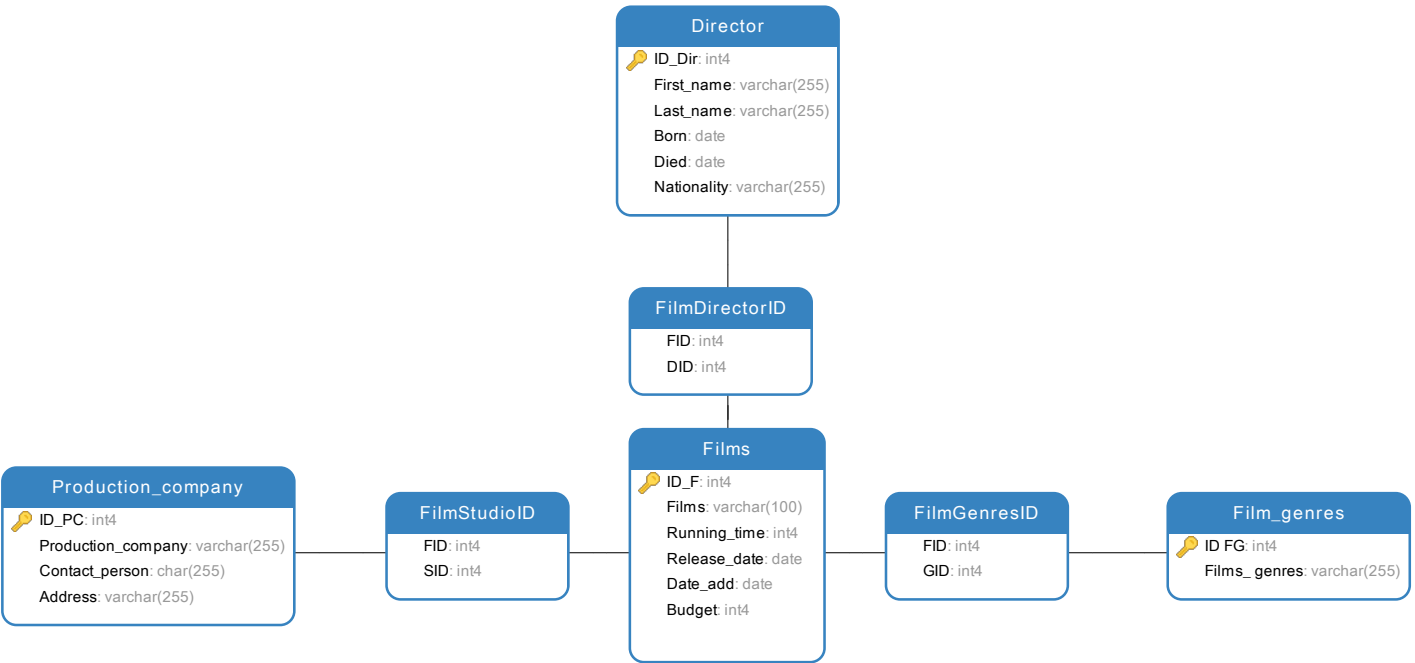 Director
ID_Dir: int4
First_name: varchar(255)
Last_name: varchar(255)
Born: date
Died: date
Nationality: varchar(255)
FilmDirectorID
FID: int4
DID: int4
Films
ID_F: int4
Films: varchar(100)
Running_time: int4
Release_date: date
Date_add: date
Budget: int4
Production_company
ID_PC: int4
Production_company: varchar(255)
Contact_person: char(255)
Address: varchar(255)
FilmStudioID
FID: int4
SID: int4
FilmGenresID
FID: int4
GID: int4
Film_genres
ID FG: int4
Films_ genres: varchar(255)